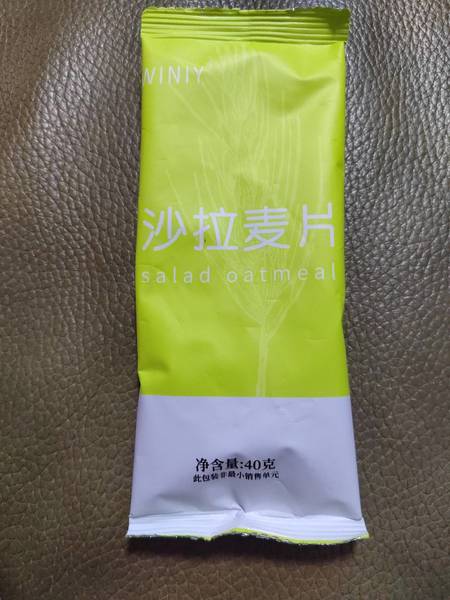 WINIY
沙拉麦片
salad oatmeal
净含量:40克
此包装非最小销售单元